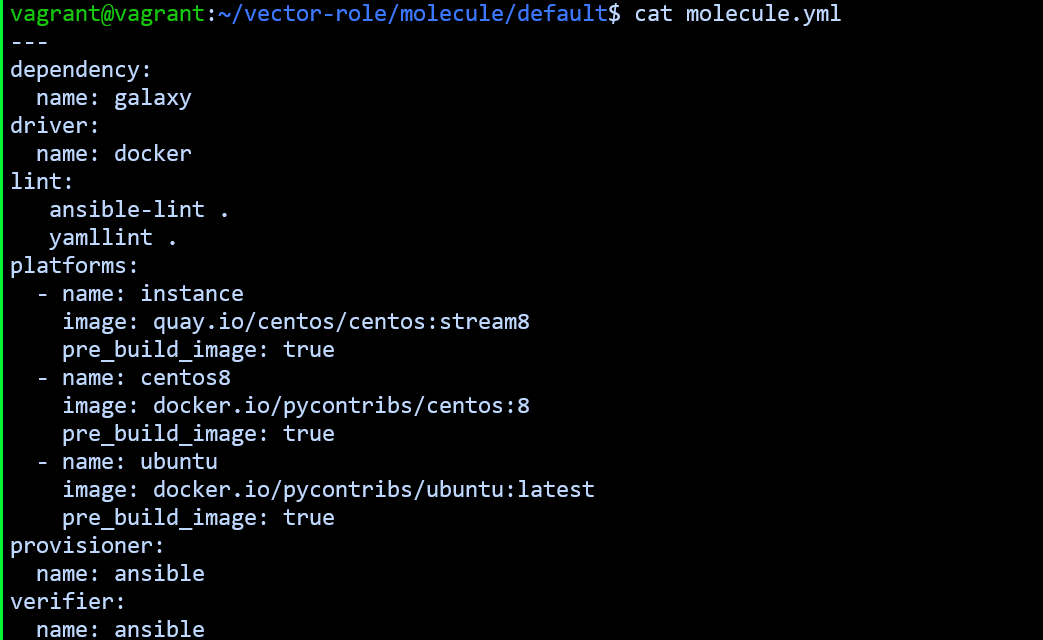 vagrant@vagrant:~/vector-role/molecule/default$ cat molecule.yml
---
dependency:
  name: galaxy
driver:
  name: docker
lint:
   ansible-lint .
   yamllint .
platforms:
  - name: instance
    image: quay.io/centos/centos:stream8
    pre_build_image: true
  - name: centos8
    image: docker.io/pycontribs/centos:8
    pre_build_image: true
  - name: ubuntu
    image: docker.io/pycontribs/ubuntu:latest
    pre_build_image: true
provisioner:
  name: ansible
verifier:
  name: ansible